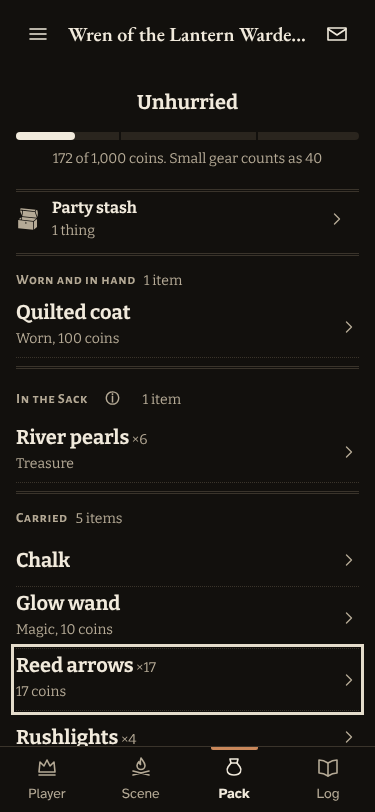 Wren of the Lantern Warde...
Unhurried
172 of 1,000 coins. Small gear counts as 40
Party stash
1 thing
Worn and in hand 1 item
Quilted coat
Worn, 100 coins
In the Sack 1 item
River pearls ×6
Treasure
Carried 5 items
Chalk
Glow wand
Magic, 10 coins
Reed arrows ×17
17 coins
Rushlights ×4
Player Scene Pack Log